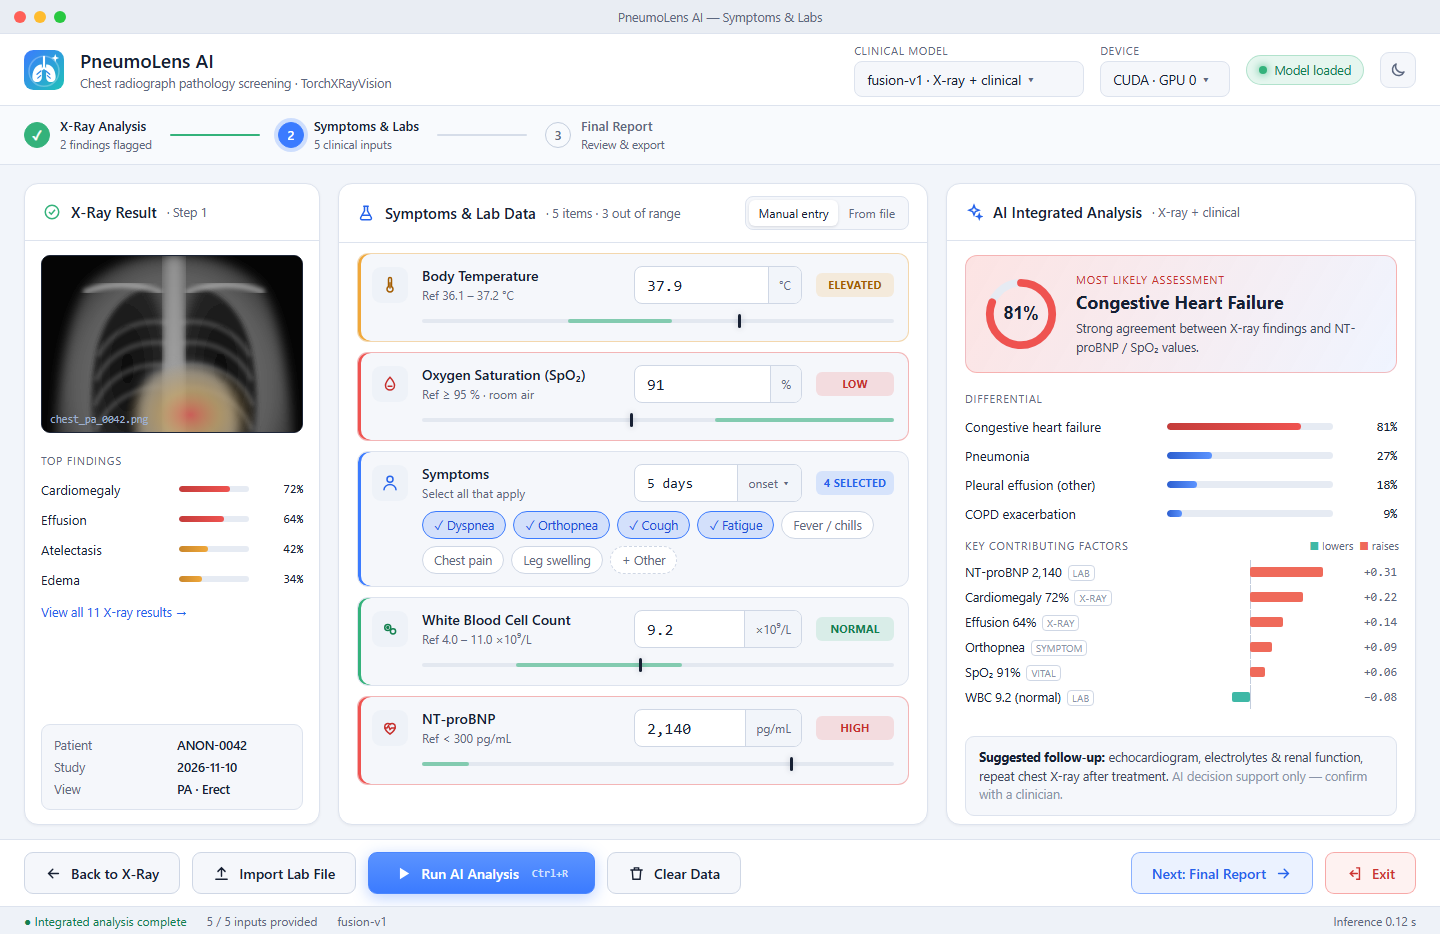 PneumoLens AI — Symptoms & Labs
PneumoLens AI
Chest radiograph pathology screening · TorchXRayVision
CLINICAL MODEL
fusion-v1 · X-ray + clinical
DEVICE
CUDA · GPU 0
Model loaded
X-Ray Analysis
2 findings flagged
2
Symptoms & Labs
5 clinical inputs
3
Final Report
Review & export
X-Ray Result · Step 1
chest_pa_0042.png
TOP FINDINGS
Cardiomegaly 72%
Effusion 64%
Atelectasis 42%
Edema 34%
View all 11 X-ray results →
Patient ANON-0042
Study 2026-11-10
View PA · Erect
Symptoms & Lab Data · 5 items · 3 out of range
Manual entry From file
Body Temperature
Ref 36.1 – 37.2 °C
37.9 °C
ELEVATED
Oxygen Saturation (SpO₂)
Ref ≥ 95 % · room air
91 %
LOW
Symptoms
Select all that apply
5 days onset
4 SELECTED
✓ Dyspnea ✓ Orthopnea ✓ Cough ✓ Fatigue Fever / chills
Chest pain Leg swelling + Other
White Blood Cell Count
Ref 4.0 – 11.0 ×10⁹/L
9.2 ×10⁹/L
NORMAL
NT-proBNP
Ref < 300 pg/mL
2,140 pg/mL
HIGH
AI Integrated Analysis · X-ray + clinical
81%
MOST LIKELY ASSESSMENT
Congestive Heart Failure
Strong agreement between X-ray findings and NT-
proBNP / SpO₂ values.
DIFFERENTIAL
Congestive heart failure 81%
Pneumonia 27%
Pleural effusion (other) 18%
COPD exacerbation 9%
KEY CONTRIBUTING FACTORS lowers raises
NT-proBNP 2,140 LAB +0.31
Cardiomegaly 72% X-RAY +0.22
Effusion 64% X-RAY +0.14
Orthopnea SYMPTOM +0.09
SpO₂ 91% VITAL +0.06
WBC 9.2 (normal) LAB −0.08
Suggested follow-up: echocardiogram, electrolytes & renal function,
repeat chest X-ray after treatment. AI decision support only — confirm
with a clinician.
Back to X-Ray
Import Lab File
Run AI Analysis Ctrl+R
Clear Data
Next: Final Report
Exit
Integrated analysis complete 5 / 5 inputs provided fusion-v1
Inference 0.12 s